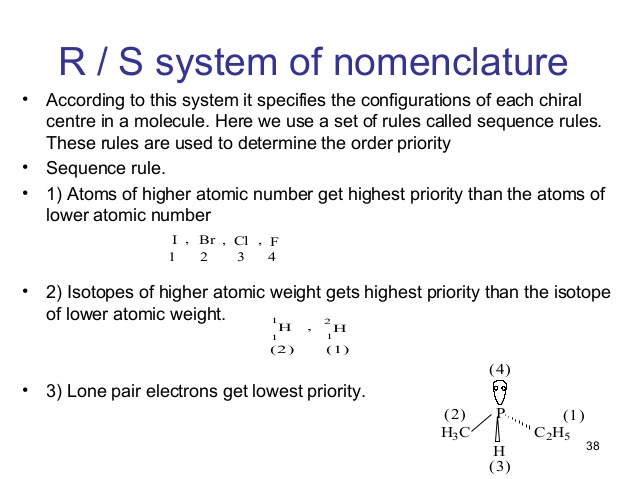 R / S system of nomenclature
• According to this system it specifies the configurations of each chiral
centre in a molecule. Here we use a set of rules called sequence rules.
These rules are used to determine the order priority
• Sequence rule.
• 1) Atoms of higher atomic number get highest priority than the atoms of
lower atomic number
I , Br , Cl , F
1 2 3 4
• 2) Isotopes of higher atomic weight gets highest priority than the isotope
of lower atomic weight.
¹₁H , ²₁H
(2) (1)
• 3) Lone pair electrons get lowest priority.
(4)
(2) P (1)
H₃C C₂H₅
H
(3)
38